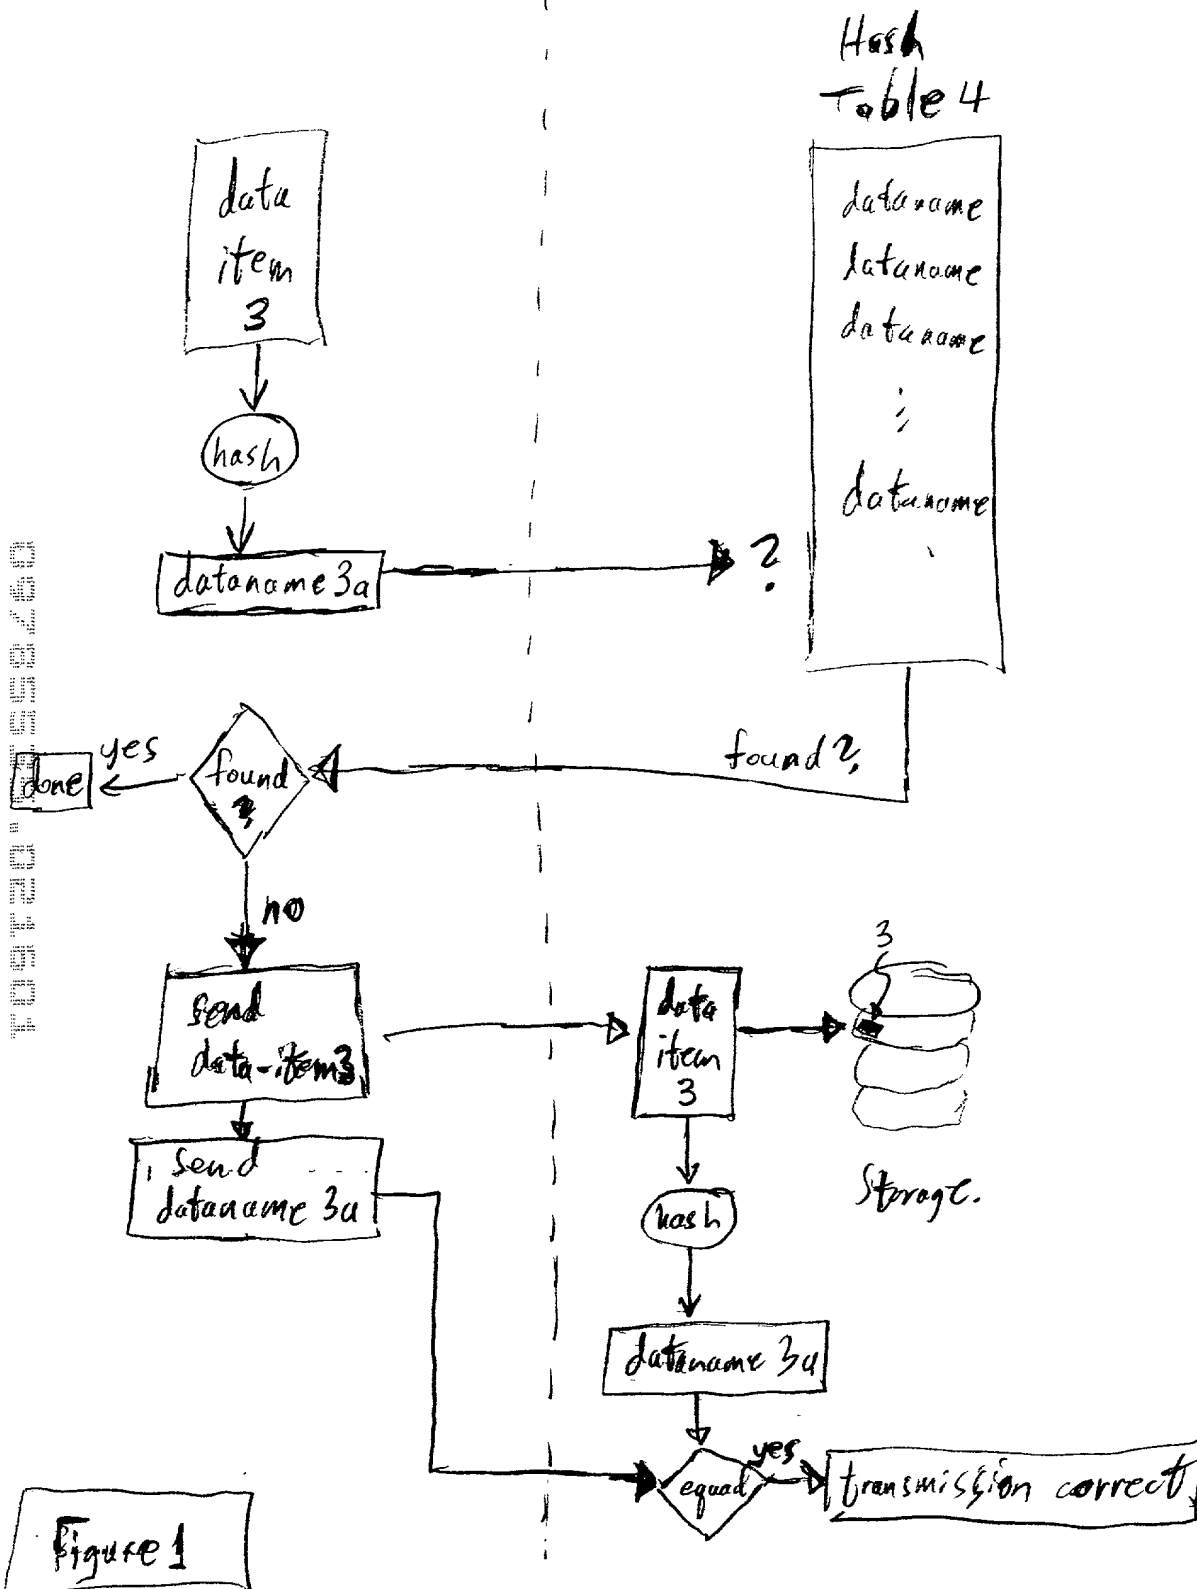 Hash
Table 4
data
item
3
dataname
dataname
dataname
dataname
hash
dataname 3a
?
found?
yes
done
found
?
no
send
data-item3
3
data
item
3
send
dataname 3a
Storage.
hash
dataname 3a
yes
equal
transmission correct
Figure 1